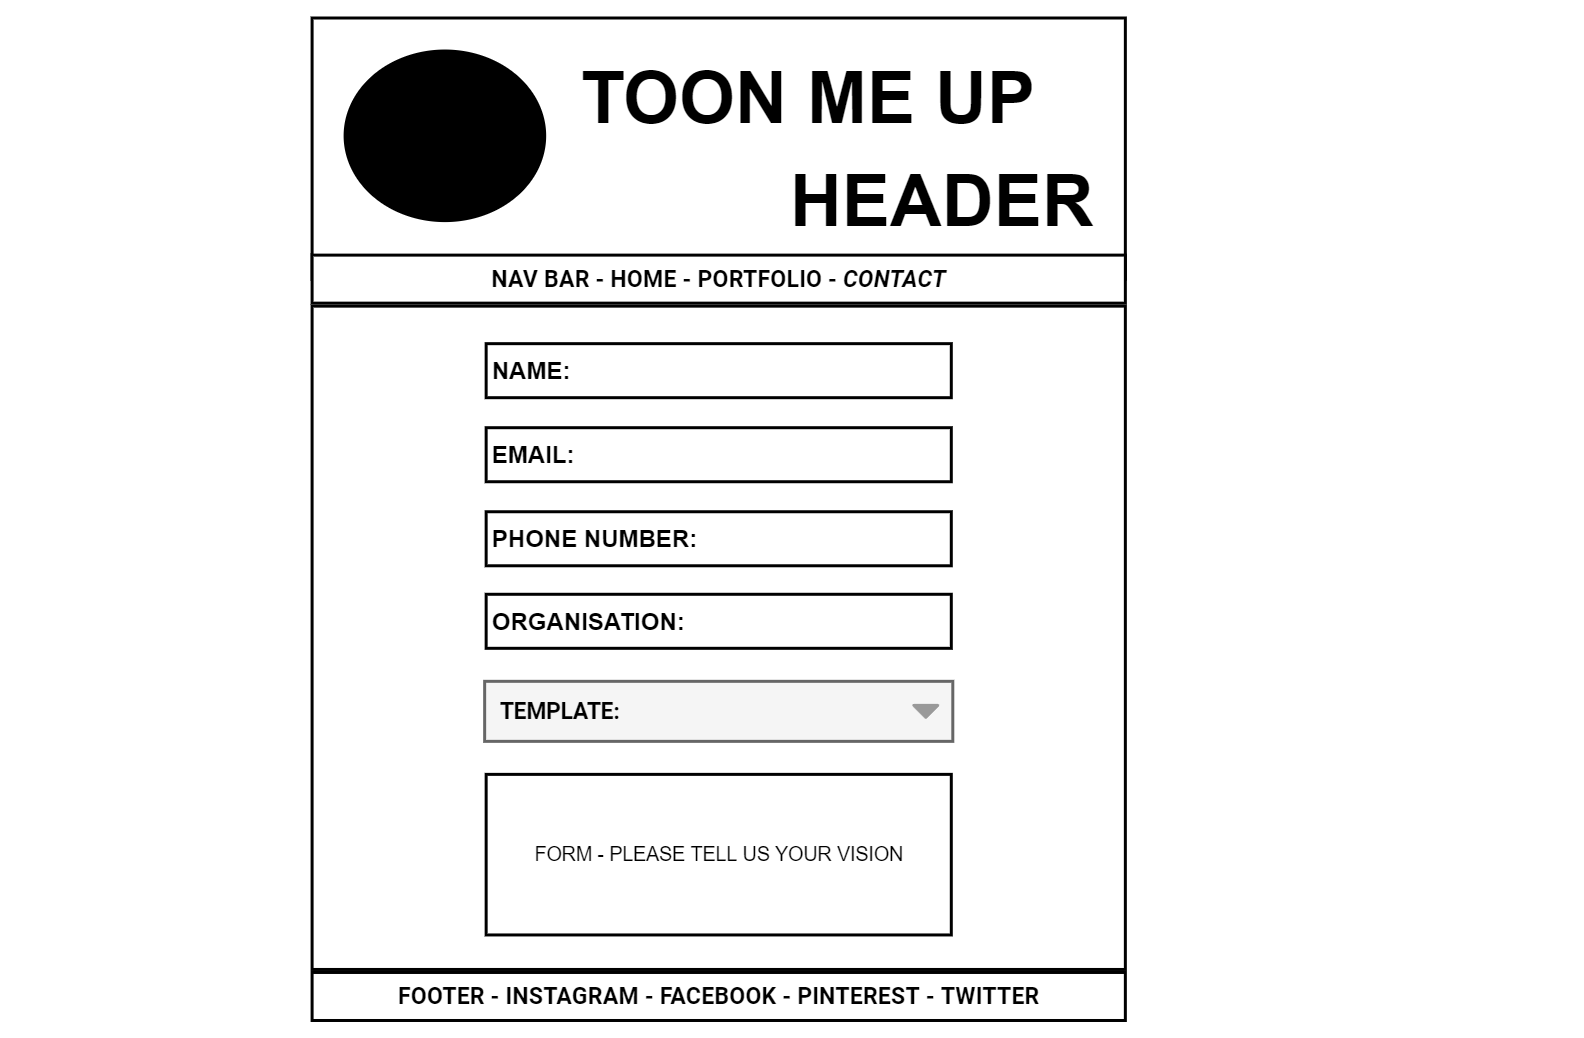 TOON ME UP
HEADER
NAV BAR - HOME - PORTFOLIO - CONTACT
NAME:
EMAIL:
PHONE NUMBER:
ORGANISATION:
TEMPLATE:
FORM - PLEASE TELL US YOUR VISION
FOOTER - INSTAGRAM - FACEBOOK - PINTEREST - TWITTER